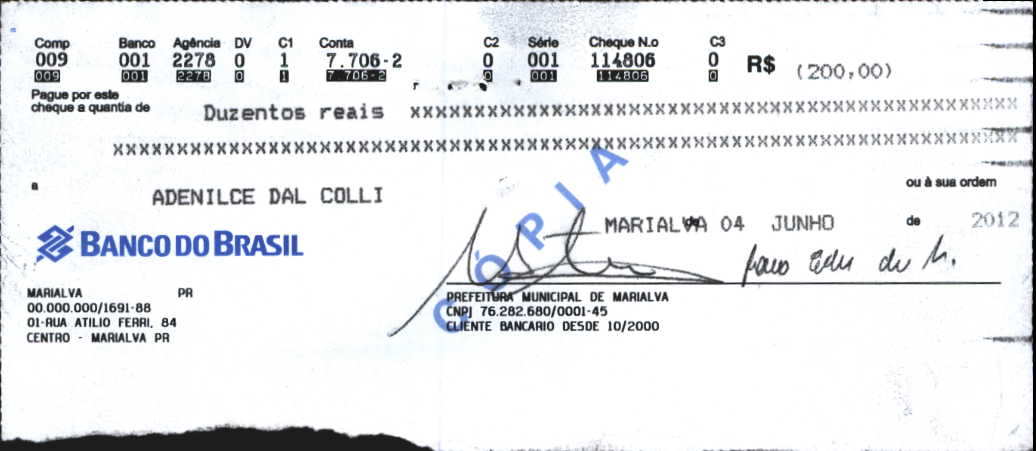 Comp Banco Agência DV C1 Conta C2 Série Cheque N.o C3
009 001 2278 0 1 7.706-2 0 001 114806 0 R$ (200,00)
009 001 2278 0 1 7 706-2 0 001 114806 0
Pague por este
cheque a quantia de Duzentos reais xxxxxxxxxxxxxxxxxxxxxxxxxxxxxxxxxxxxxxxxxxxxxxxxxxxxxxxx
xxxxxxxxxxxxxxxxxxxxxxxxxxxxxxxxxxxxxxxxxxxxxxxxxxxxxxxxxxxxxxxxxxxxxxxxxxxxxxxx
a ADENILCE DAL COLLI ou à sua ordem
MARIALVA 04 JUNHO de 2012
BANCO DO BRASIL
CÓPIA
MARIALVA PR
00.000.000/1691-88
01-RUA ATILIO FERRI, 84
CENTRO - MARIALVA PR
PREFEITURA MUNICIPAL DE MARIALVA
CNPJ 76.282.680/0001-45
CLIENTE BANCARIO DESDE 10/2000